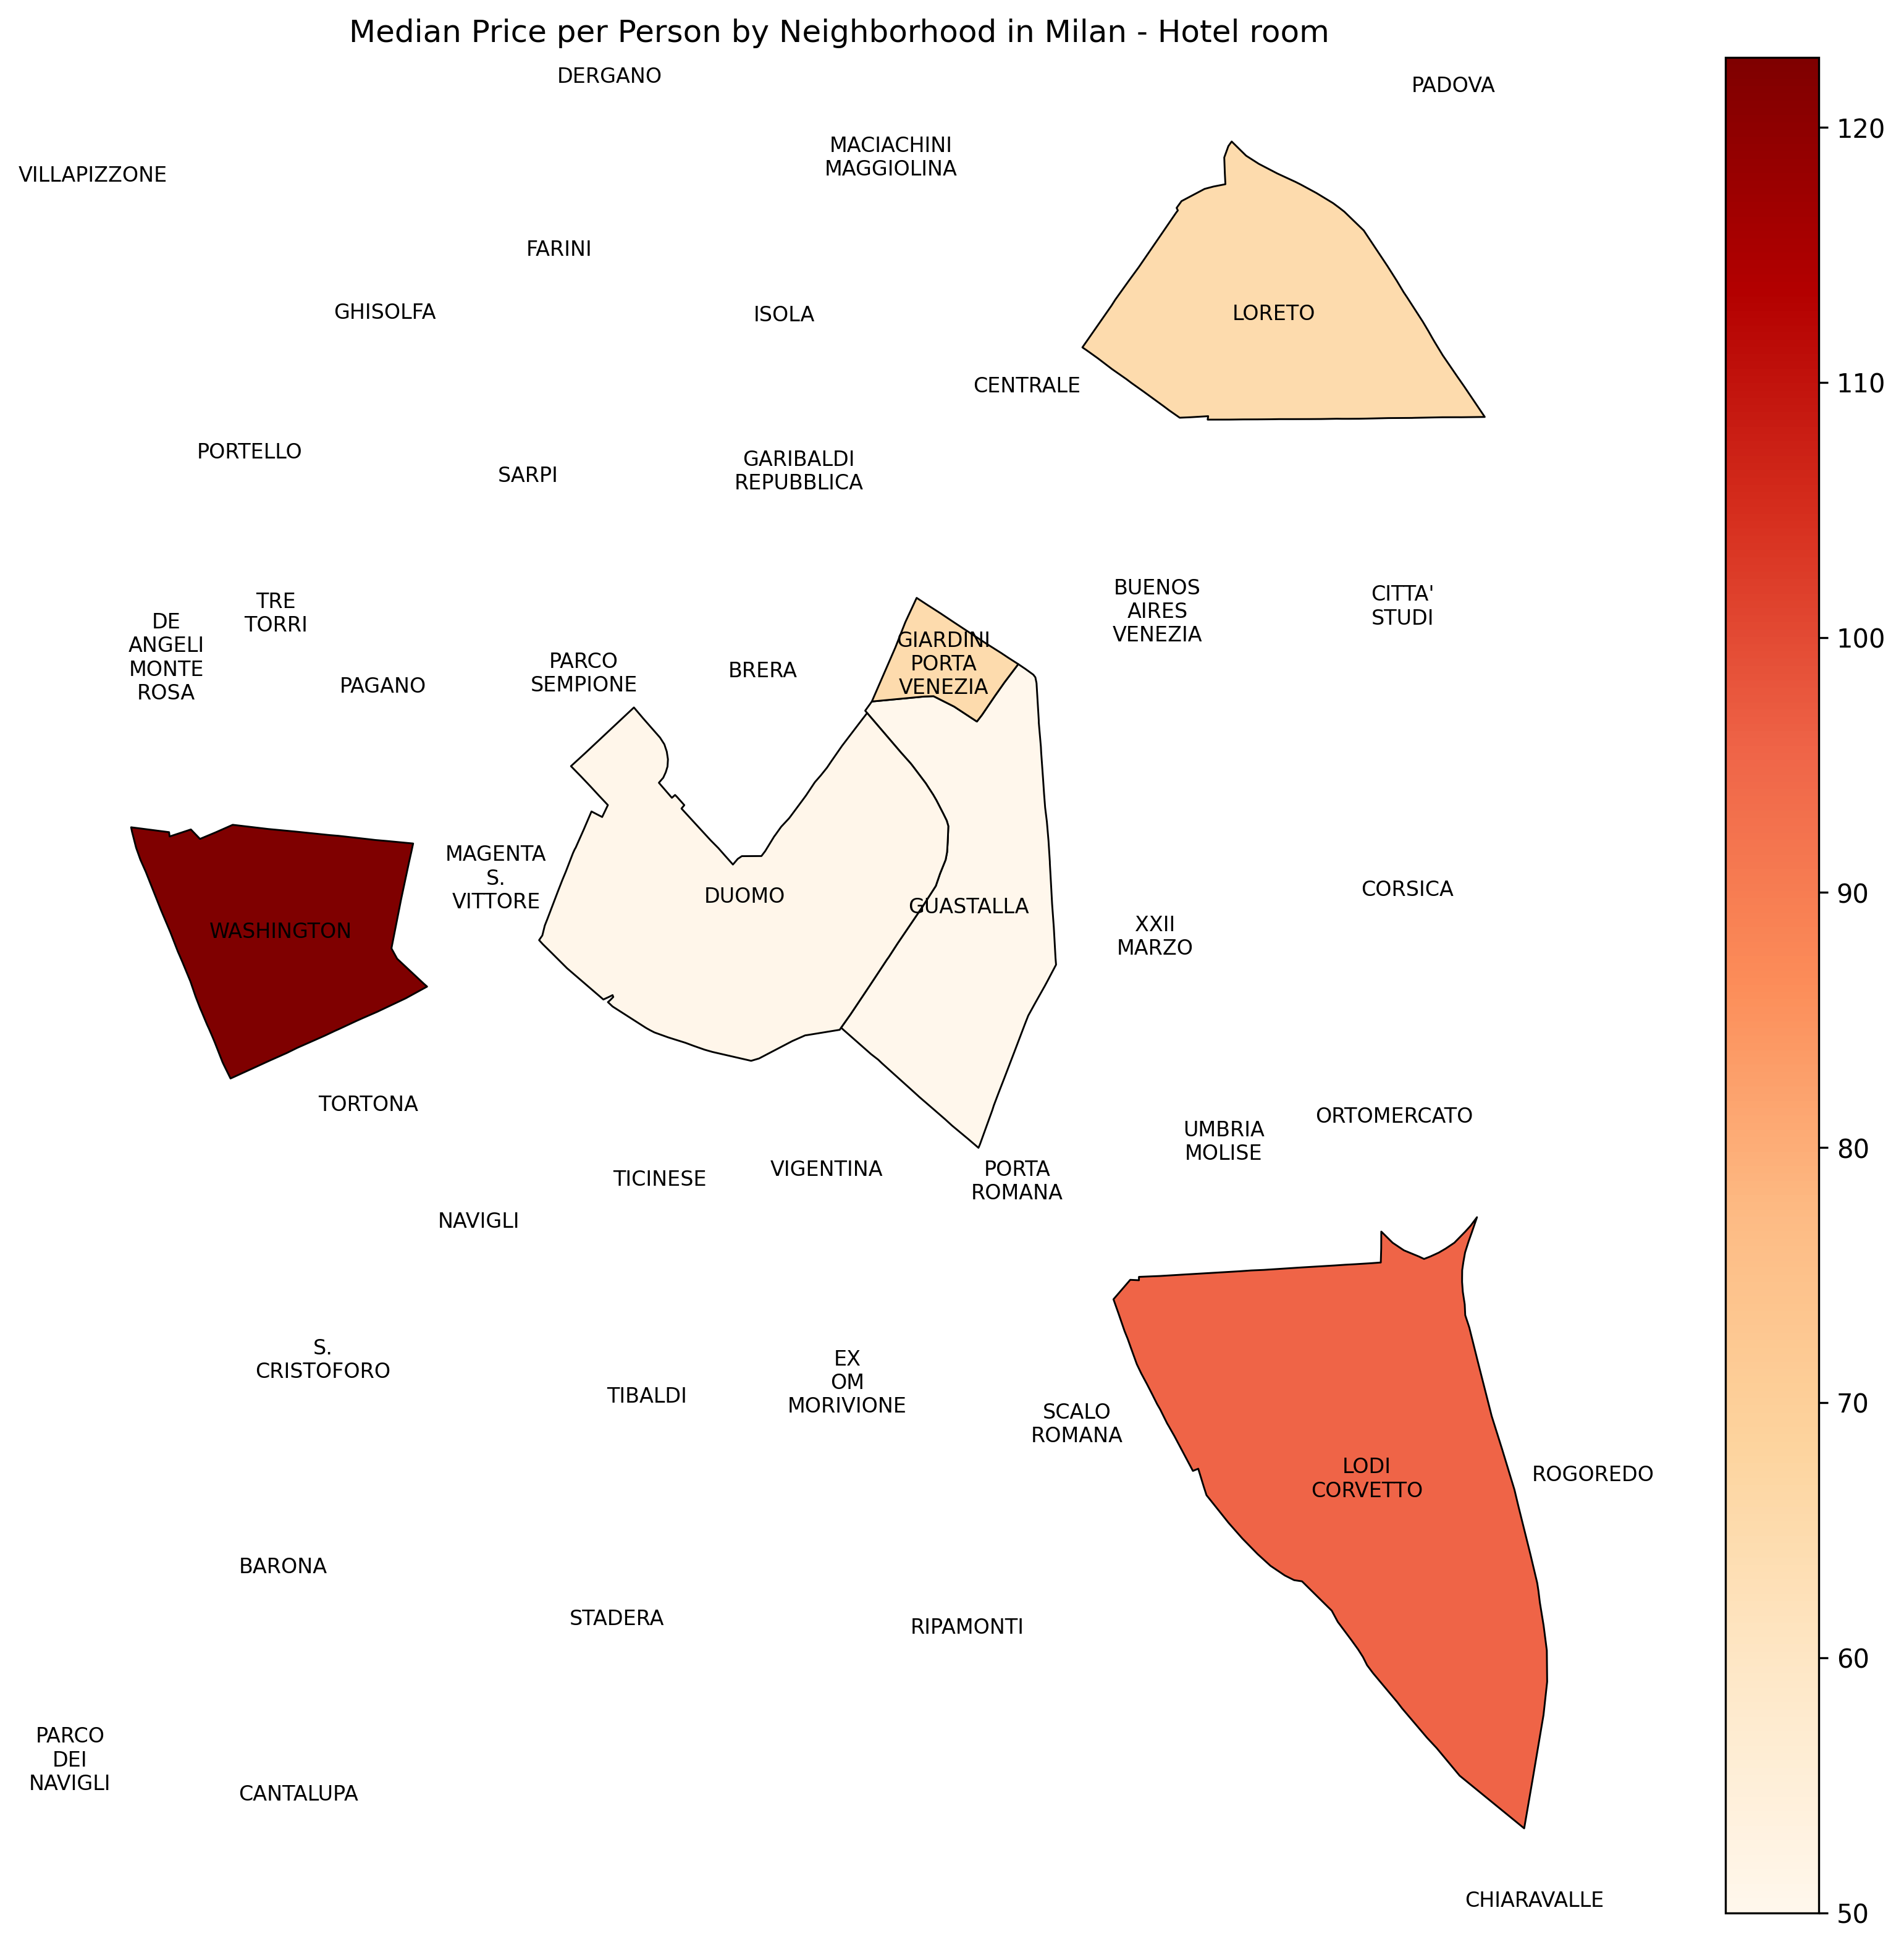 Median Price per Person by Neighborhood in Milan - Hotel room
DERGANO
PADOVA
MACIACHINI
MAGGIOLINA
VILLAPIZZONE
FARINI
GHISOLFA
ISOLA
LORETO
CENTRALE
PORTELLO
SARPI
GARIBALDI
REPUBBLICA
TRE
TORRI
DE
ANGELI
MONTE
ROSA
PAGANO
PARCO
SEMPIONE
BRERA
GIARDINI
PORTA
VENEZIA
BUENOS
AIRES
VENEZIA
CITTA'
STUDI
WASHINGTON
MAGENTA
S.
VITTORE
DUOMO
GUASTALLA
XXII
MARZO
CORSICA
TORTONA
NAVIGLI
TICINESE
VIGENTINA
PORTA
ROMANA
UMBRIA
MOLISE
ORTOMERCATO
S.
CRISTOFORO
TIBALDI
EX
OM
MORIVIONE
SCALO
ROMANA
LODI
CORVETTO
ROGOREDO
BARONA
STADERA
RIPAMONTI
PARCO
DEI
NAVIGLI
CANTALUPA
CHIARAVALLE
120
110
100
90
80
70
60
50